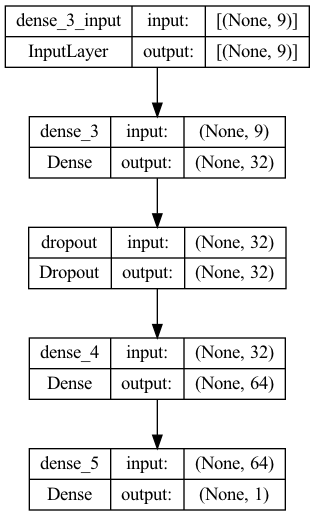 dense_3_input input: [(None, 9)]
InputLayer output: [(None, 9)]
dense_3 input: (None, 9)
Dense output: (None, 32)
dropout input: (None, 32)
Dropout output: (None, 32)
dense_4 input: (None, 32)
Dense output: (None, 64)
dense_5 input: (None, 64)
Dense output: (None, 1)